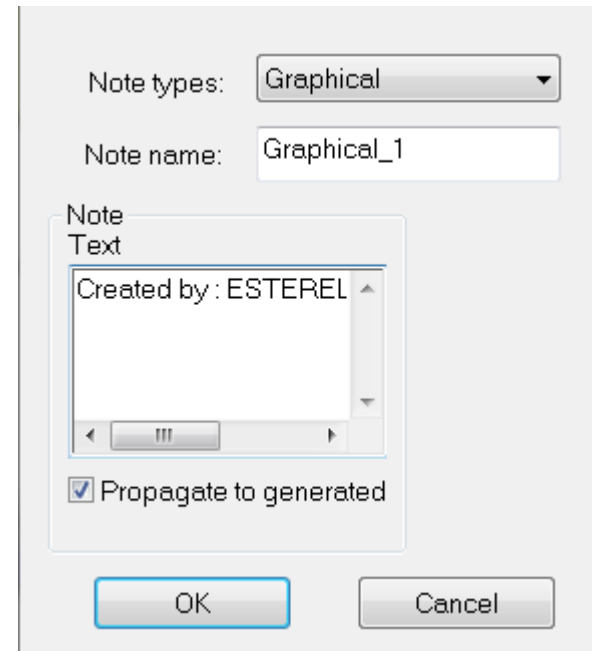 Note types: Graphical
Note name: Graphical_1
Note
Text
Created by : ESTEREL
Propagate to generated
OK Cancel